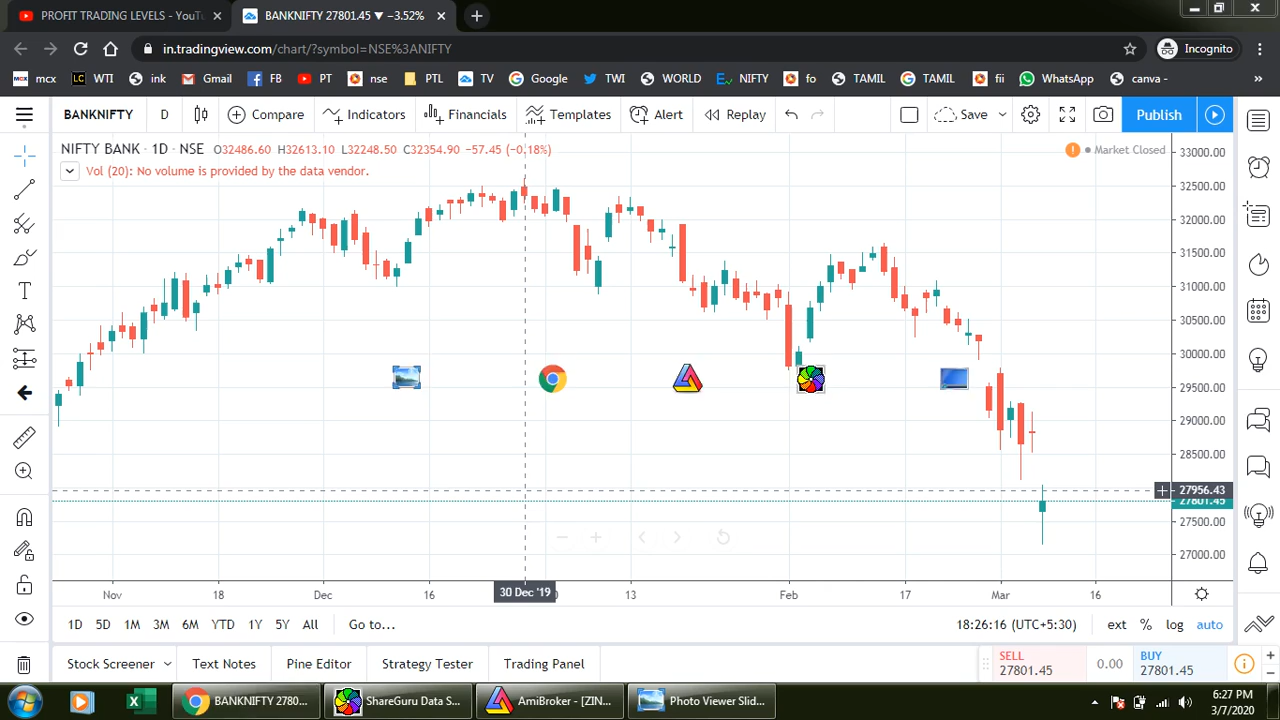 PROFIT TRADING LEVELS - YouTu
BANKNIFTY 27801.45 ▼ −3.52%
in.tradingview.com/chart/?symbol=NSE%3ANIFTY
Incognito
mcx WTI ink Gmail FB PT nse PTL TV Google TWI WORLD NIFTY fo TAMIL TAMIL fii WhatsApp canva - »
BANKNIFTY D Compare Indicators Financials Templates Alert Replay Save Publish
NIFTY BANK · 1D · NSE O32486.60 H32613.10 L32248.50 C32354.90 −57.45 (−0.18%)
Market Closed
Vol (20): No volume is provided by the data vendor.
33000.00
32500.00
32000.00
31500.00
31000.00
30500.00
30000.00
29500.00
29000.00
28500.00
27956.43
27801.45
27500.00
27000.00
Nov 18 Dec 16 30 Dec '19 13 Feb 17 Mar 16
1D 5D 1M 3M 6M YTD 1Y 5Y All Go to...
18:26:16 (UTC+5:30) ext % log auto
Stock Screener Text Notes Pine Editor Strategy Tester Trading Panel
SELL
27801.45
0.00
BUY
27801.45
BANKNIFTY 2780... ShareGuru Data S... AmiBroker - [ZIN... Photo Viewer Slid...
6:27 PM
3/7/2020